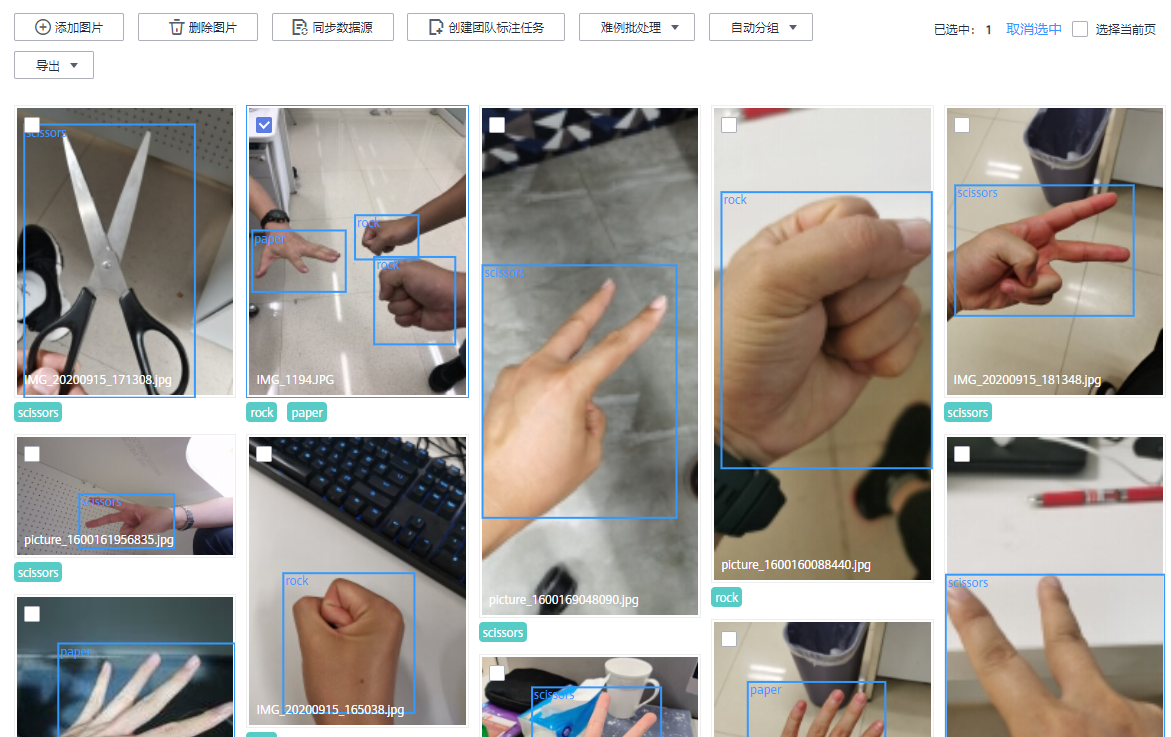 添加图片
删除图片
同步数据源
创建团队标注任务
难例批处理
自动分组
已选中: 1 取消选中 选择当前页
导出
scissors
IMG_20200915_171308.jpg
scissors
rock
paper
rock
IMG_1194.JPG
rock paper
scissors
picture_1600169048090.jpg
scissors
rock
picture_1600160088440.jpg
rock
scissors
IMG_20200915_181348.jpg
scissors
scissors
picture_1600161956835.jpg
scissors
rock
IMG_20200915_165038.jpg
paper
scissors
paper
scissors